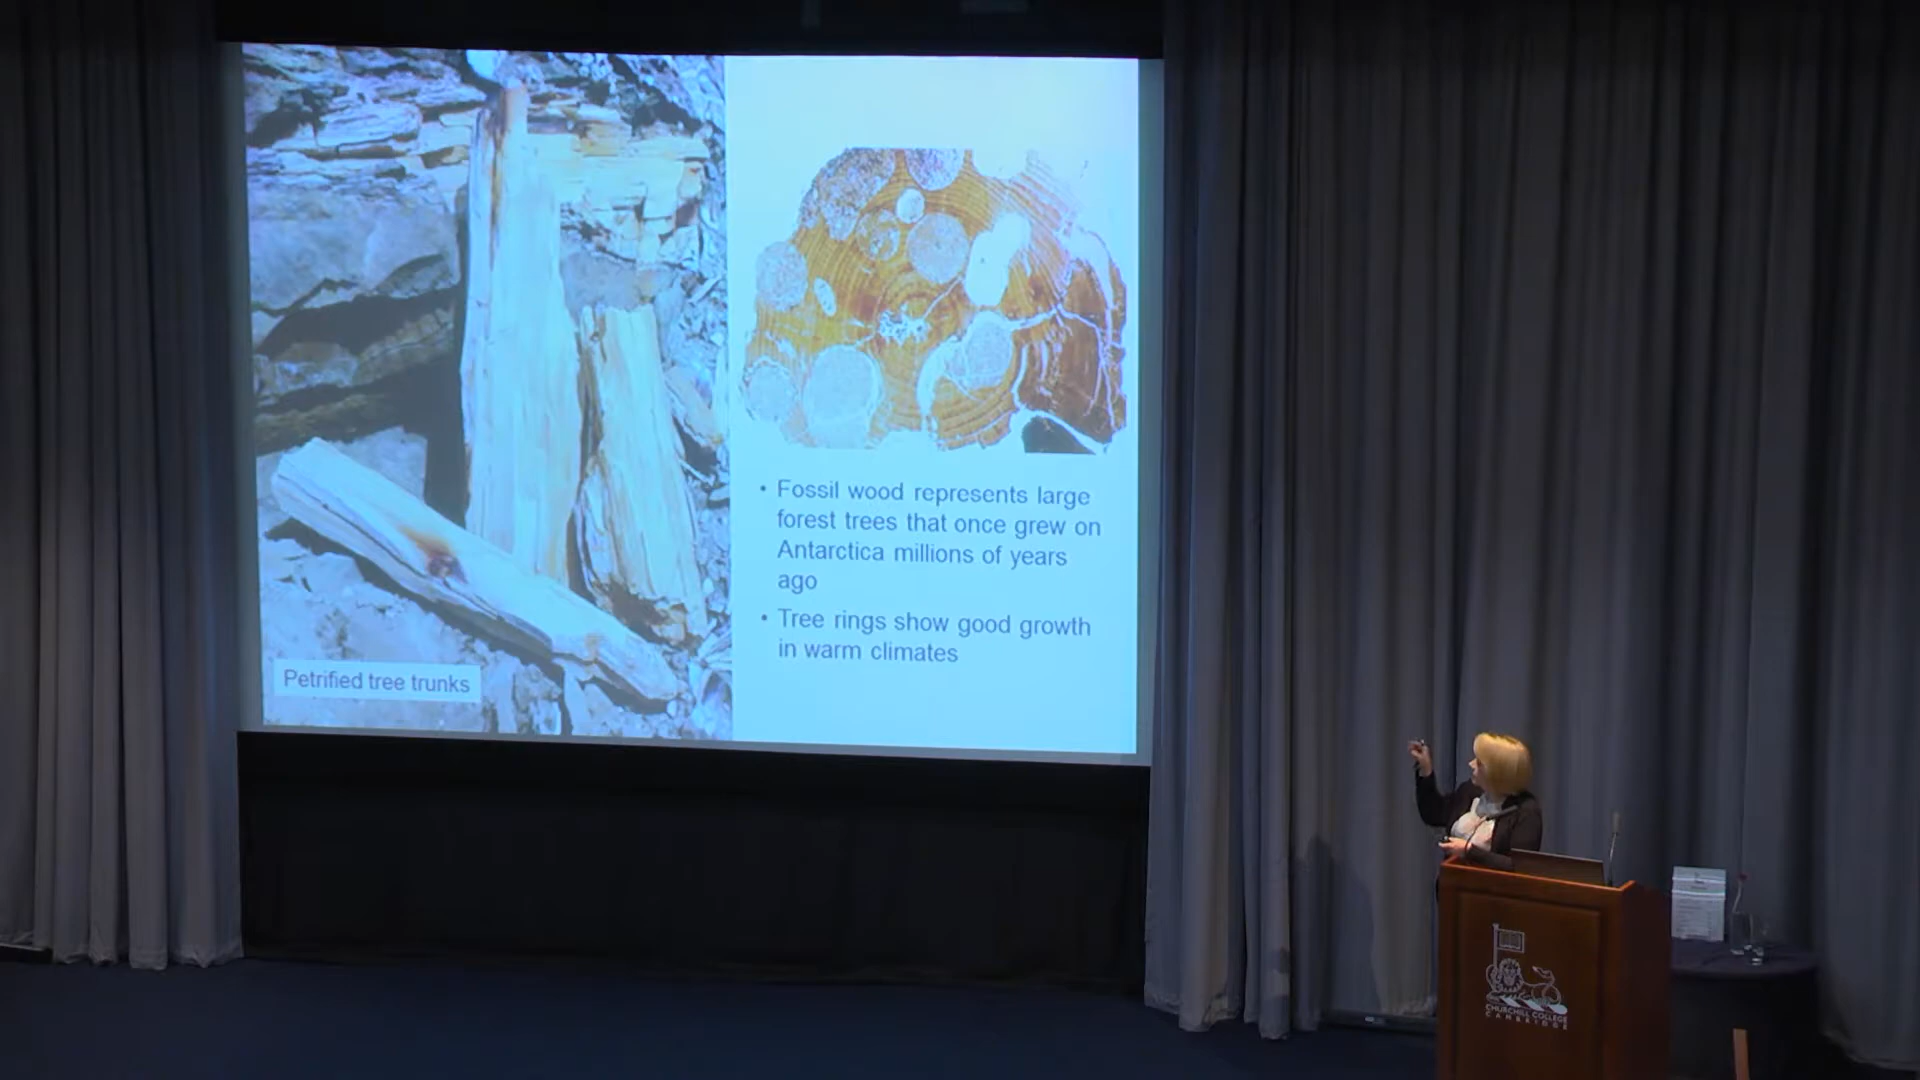 Petrified tree trunks
• Fossil wood represents large
forest trees that once grew on
Antarctica millions of years
ago
• Tree rings show good growth
in warm climates
CHURCHILL COLLEGE
CAMBRIDGE